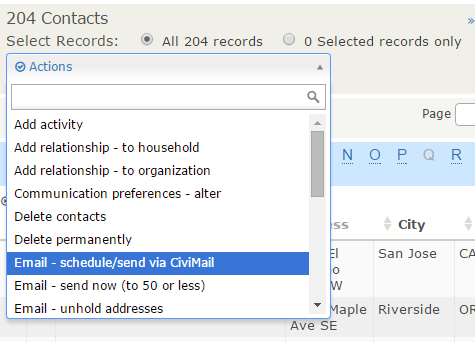 204 Contacts »
Select Records: All 204 records 0 Selected records only
Actions
Page
Add activity
Add relationship - to household
Add relationship - to organization
Communication preferences - alter
Delete contacts
Delete permanently
Email - schedule/send via CiviMail
Email - send now (to 50 or less)
Email - unhold addresses
N O P Q R
ess City
El San Jose CA
o
W
Maple Riverside OR
Ave SE